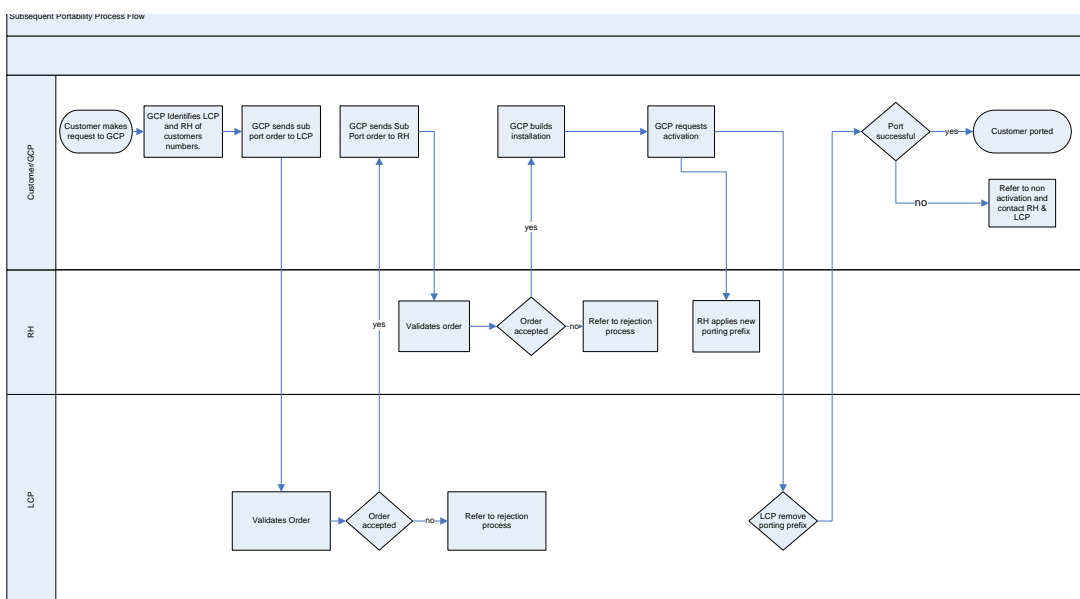 Subsequent Portability Process Flow
Customer/GCP
Customer makes
request to GCP
GCP Identifies LCP
and RH of
customers
numbers.
GCP sends sub
port order to LCP
GCP sends Sub
Port order to RH
GCP builds
installation
GCP requests
activation
Port
successful
yes
Customer ported
no
Refer to non
activation and
contact RH &
LCP
yes
RH
yes
Validates order
Order
accepted
no
Refer to rejection
process
RH applies new
porting prefix
LCP
Validates Order
Order
accepted
no
Refer to rejection
process
LCP remove
porting prefix